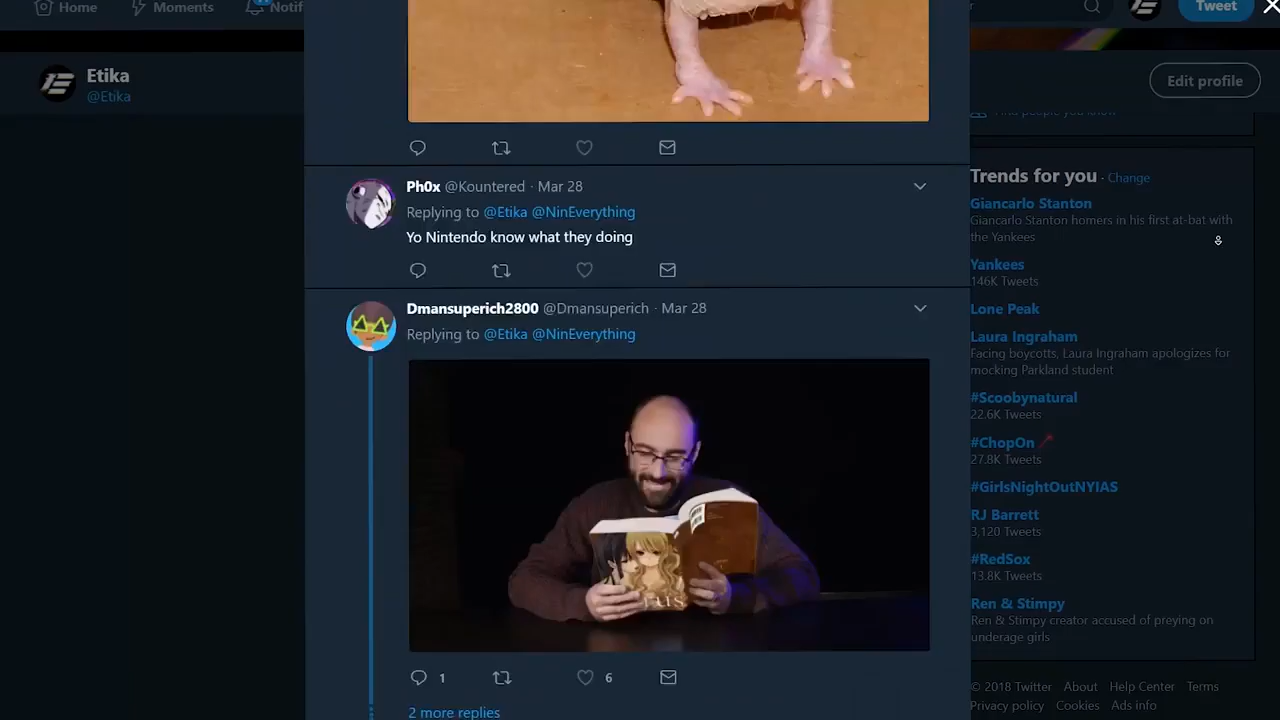 Home
Moments
Notif
Tweet
Etika
@Etika
Edit profile
Find people you know
Ph0x @Kountered · Mar 28
Replying to @Etika @NinEverything
Yo Nintendo know what they doing
Dmansuperich2800 @Dmansuperich · Mar 28
Replying to @Etika @NinEverything
1
6
2 more replies
Trends for you · Change
Giancarlo Stanton
Giancarlo Stanton homers in his first at-bat with
the Yankees
Yankees
146K Tweets
Lone Peak
Laura Ingraham
Facing boycotts, Laura Ingraham apologizes for
mocking Parkland student
#Scoobynatural
22.6K Tweets
#ChopOn
27.8K Tweets
#GirlsNightOutNYIAS
RJ Barrett
3,120 Tweets
#RedSox
13.8K Tweets
Ren & Stimpy
Ren & Stimpy creator accused of preying on
underage girls
© 2018 Twitter About Help Center Terms
Privacy policy Cookies Ads info